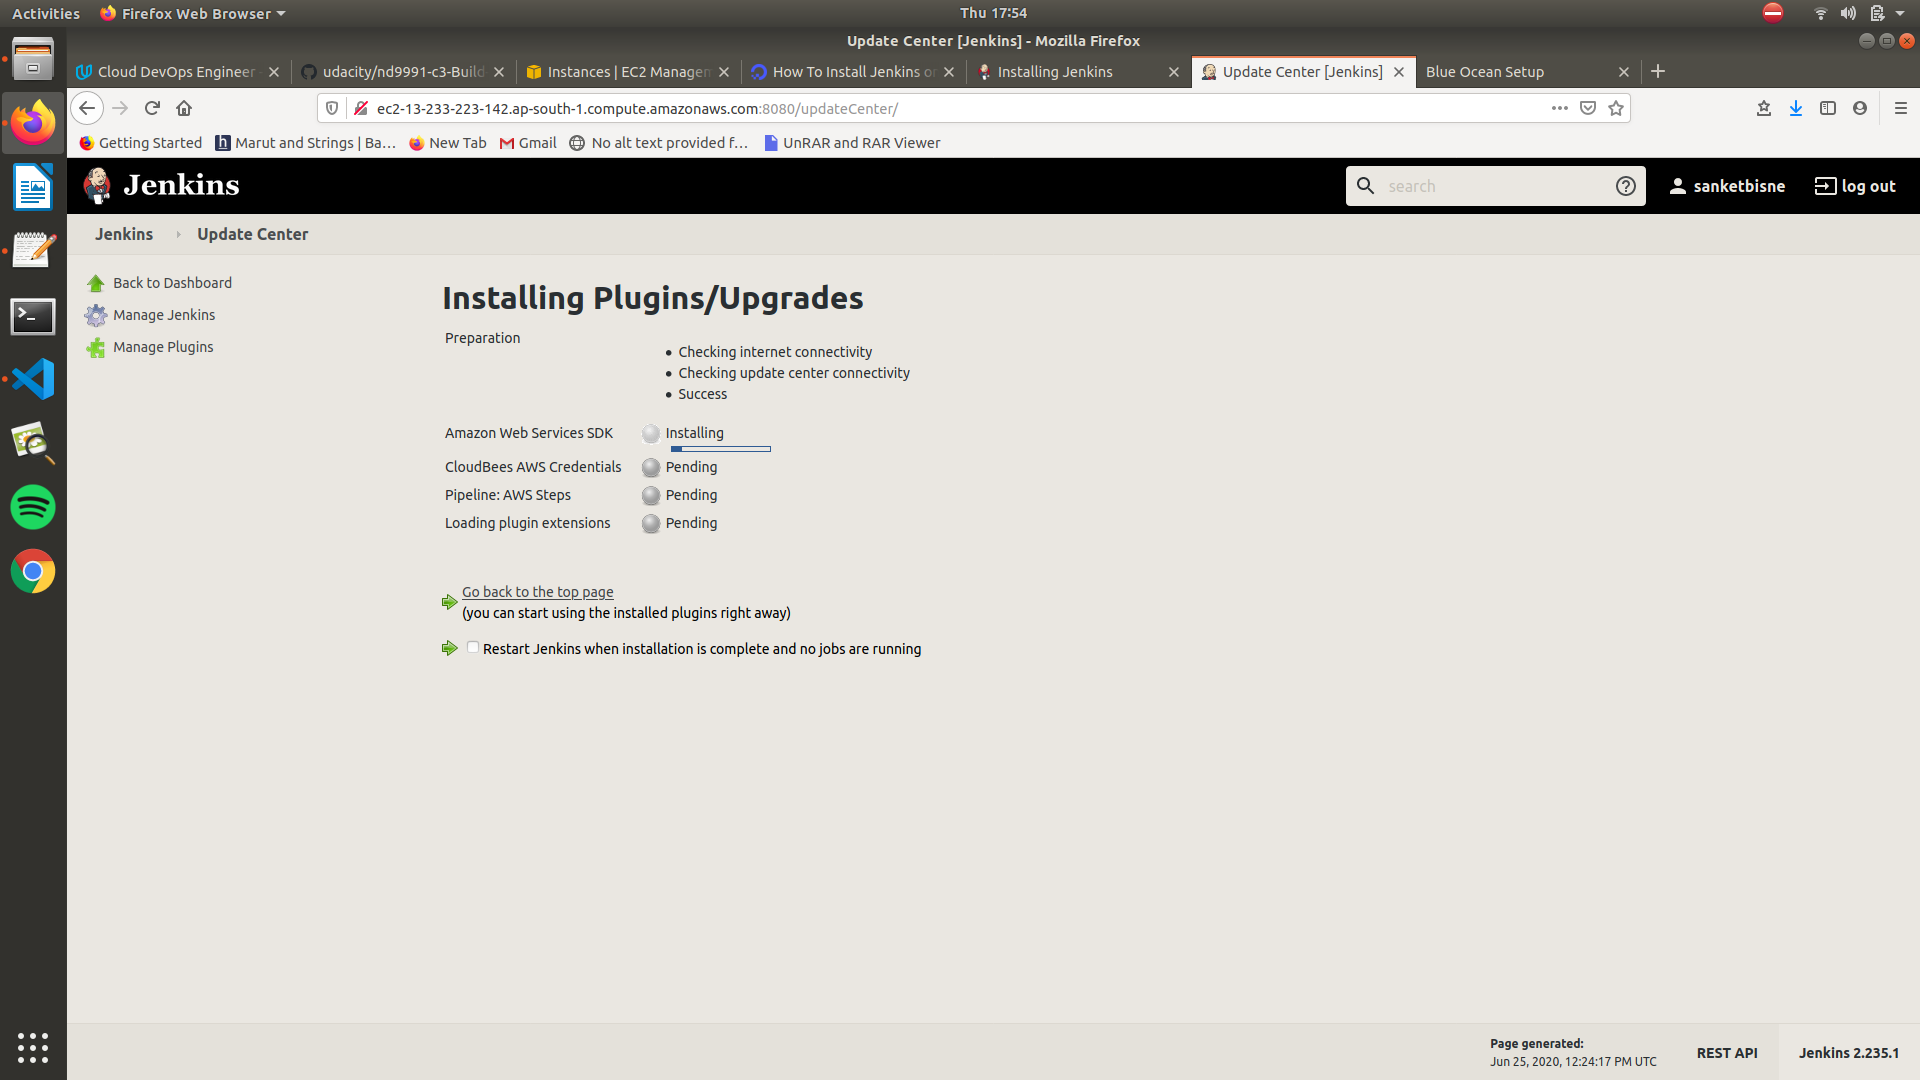 Activities
Firefox Web Browser
Thu 17:54
Update Center [Jenkins] - Mozilla Firefox
Cloud DevOps Engineer
udacity/nd9991-c3-Build
Instances | EC2 Managem
How To Install Jenkins on
Installing Jenkins
Update Center [Jenkins]
Blue Ocean Setup
ec2-13-233-223-142.ap-south-1.compute.amazonaws.com:8080/updateCenter/
Getting Started
Marut and Strings | Ba...
New Tab
Gmail
No alt text provided f...
UnRAR and RAR Viewer
Jenkins
search
sanketbisne
log out
Jenkins
Update Center
Back to Dashboard
Manage Jenkins
Manage Plugins
Installing Plugins/Upgrades
Preparation
• Checking internet connectivity
• Checking update center connectivity
• Success
Amazon Web Services SDK Installing
CloudBees AWS Credentials Pending
Pipeline: AWS Steps Pending
Loading plugin extensions Pending
Go back to the top page
(you can start using the installed plugins right away)
Restart Jenkins when installation is complete and no jobs are running
Page generated:
Jun 25, 2020, 12:24:17 PM UTC
REST API
Jenkins 2.235.1